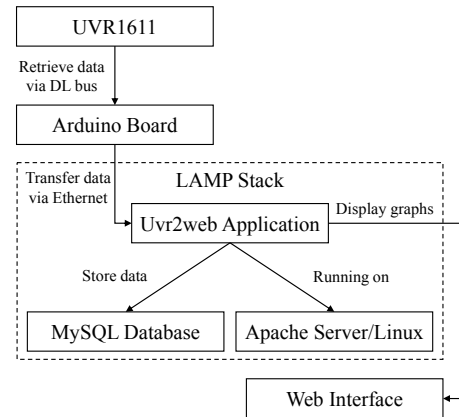 UVR1611
Retrieve data
via DL bus
Arduino Board
Transfer data
via Ethernet
LAMP Stack
Uvr2web Application
Display graphs
Store data
Running on
MySQL Database
Apache Server/Linux
Web Interface